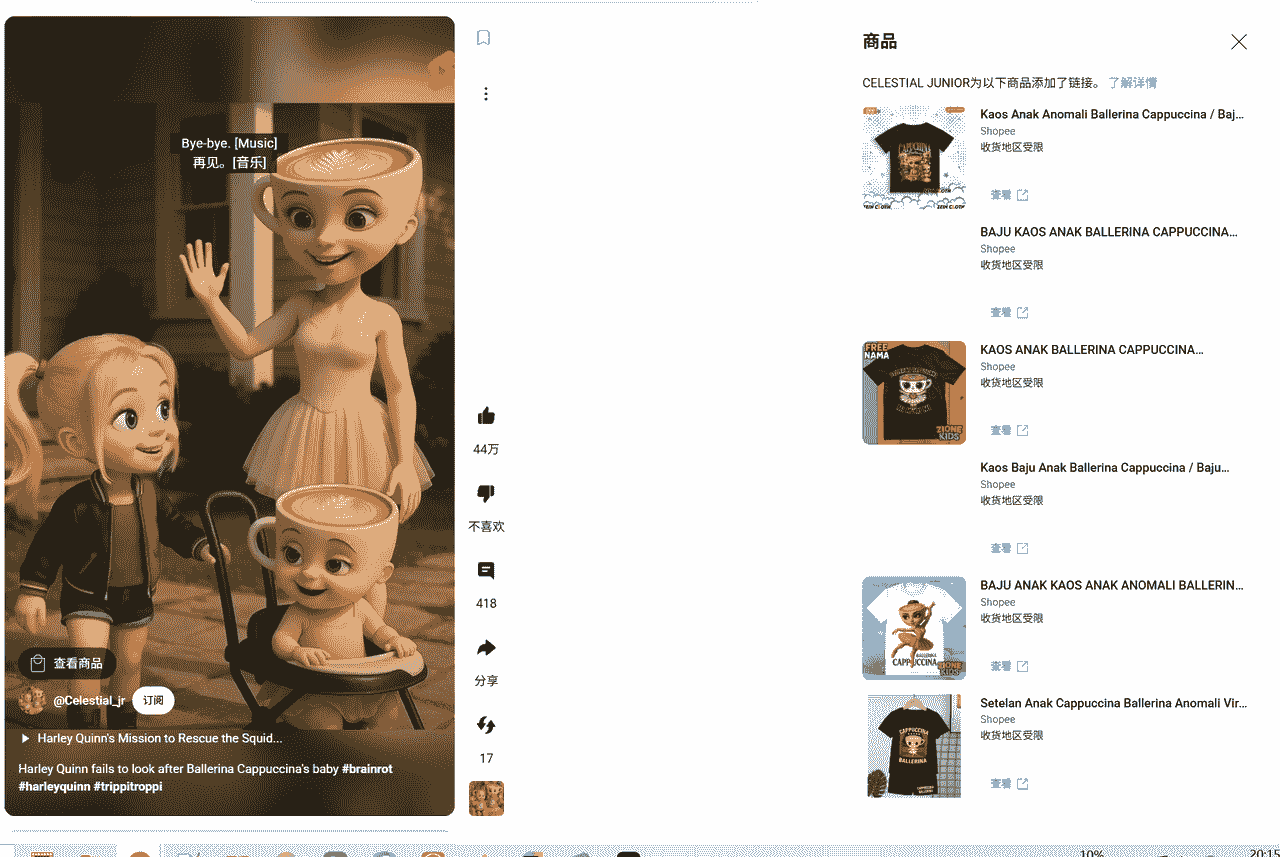 Bye-bye. [Music]
再见。[音乐]
查看商品
@Celestial_jr
订阅
Harley Quinn's Mission to Rescue the Squid...
Harley Quinn fails to look after Ballerina Cappuccina's baby #brainrot
#harleyquinn #trippitroppi
44万
不喜欢
418
分享
17
商品
CELESTIAL JUNIOR为以下商品添加了链接。 了解详情
Kaos Anak Anomali Ballerina Cappuccina / Baj...
Shopee
收货地区受限
查看
BAJU KAOS ANAK BALLERINA CAPPUCCINA...
Shopee
收货地区受限
查看
FREE
NAMA
ZIONE
KIDS
KAOS ANAK BALLERINA CAPPUCCINA...
Shopee
收货地区受限
查看
Kaos Baju Anak Ballerina Cappuccina / Baju...
Shopee
收货地区受限
查看
BALLERINA
CAPPUCCINA
ZIONE
KIDS
BAJU ANAK KAOS ANAK ANOMALI BALLERIN...
Shopee
收货地区受限
查看
CAPPUCCINA
BALLERINA
Setelan Anak Cappuccina Ballerina Anomali Vir...
Shopee
收货地区受限
查看
10%
20:15